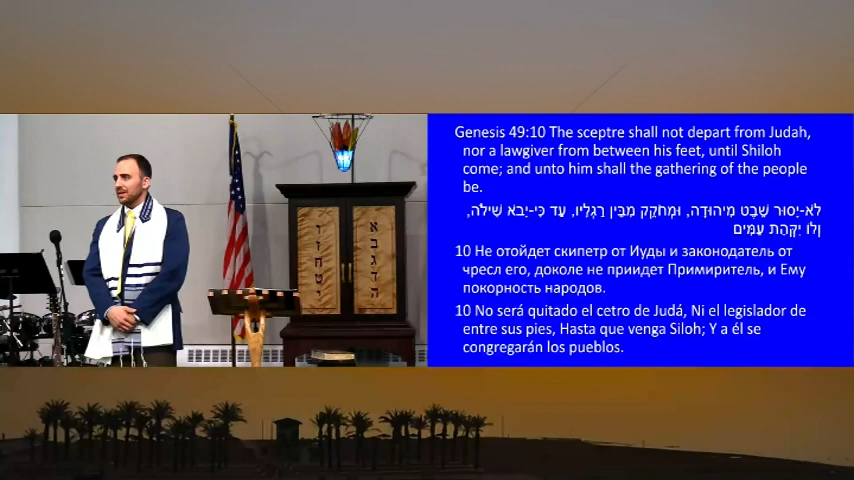 Genesis 49:10 The sceptre shall not depart from Judah,
nor a lawgiver from between his feet, until Shiloh
come; and unto him shall the gathering of the people
be.
לֹא-יָסוּר שֵׁבֶט מִיהוּדָה, וּמְחֹקֵק מִבֵּין רַגְלָיו, עַד כִּי-יָבֹא שִׁילֹה,
וְלוֹ יִקְּהַת עַמִּים
10 Не отойдет скипетр от Иуды и законодатель от
чресл его, доколе не приидет Примиритель, и Ему
покорность народов.
10 No será quitado el cetro de Judá, Ni el legislador de
entre sus pies, Hasta que venga Siloh; Y a él se
congregarán los pueblos.
א
ב
ג
ד
ה
ו
ז
ח
ט
י